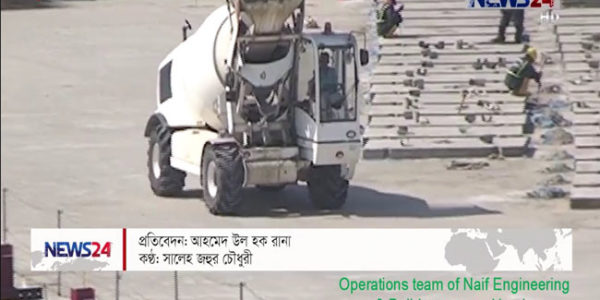 NEWS24
HD
প্রতিবেদন: আহমেদ উল হক রানা
NEWS24
কণ্ঠ: সালেহ জহুর চৌধুরী
Operations team of Naif Engineering